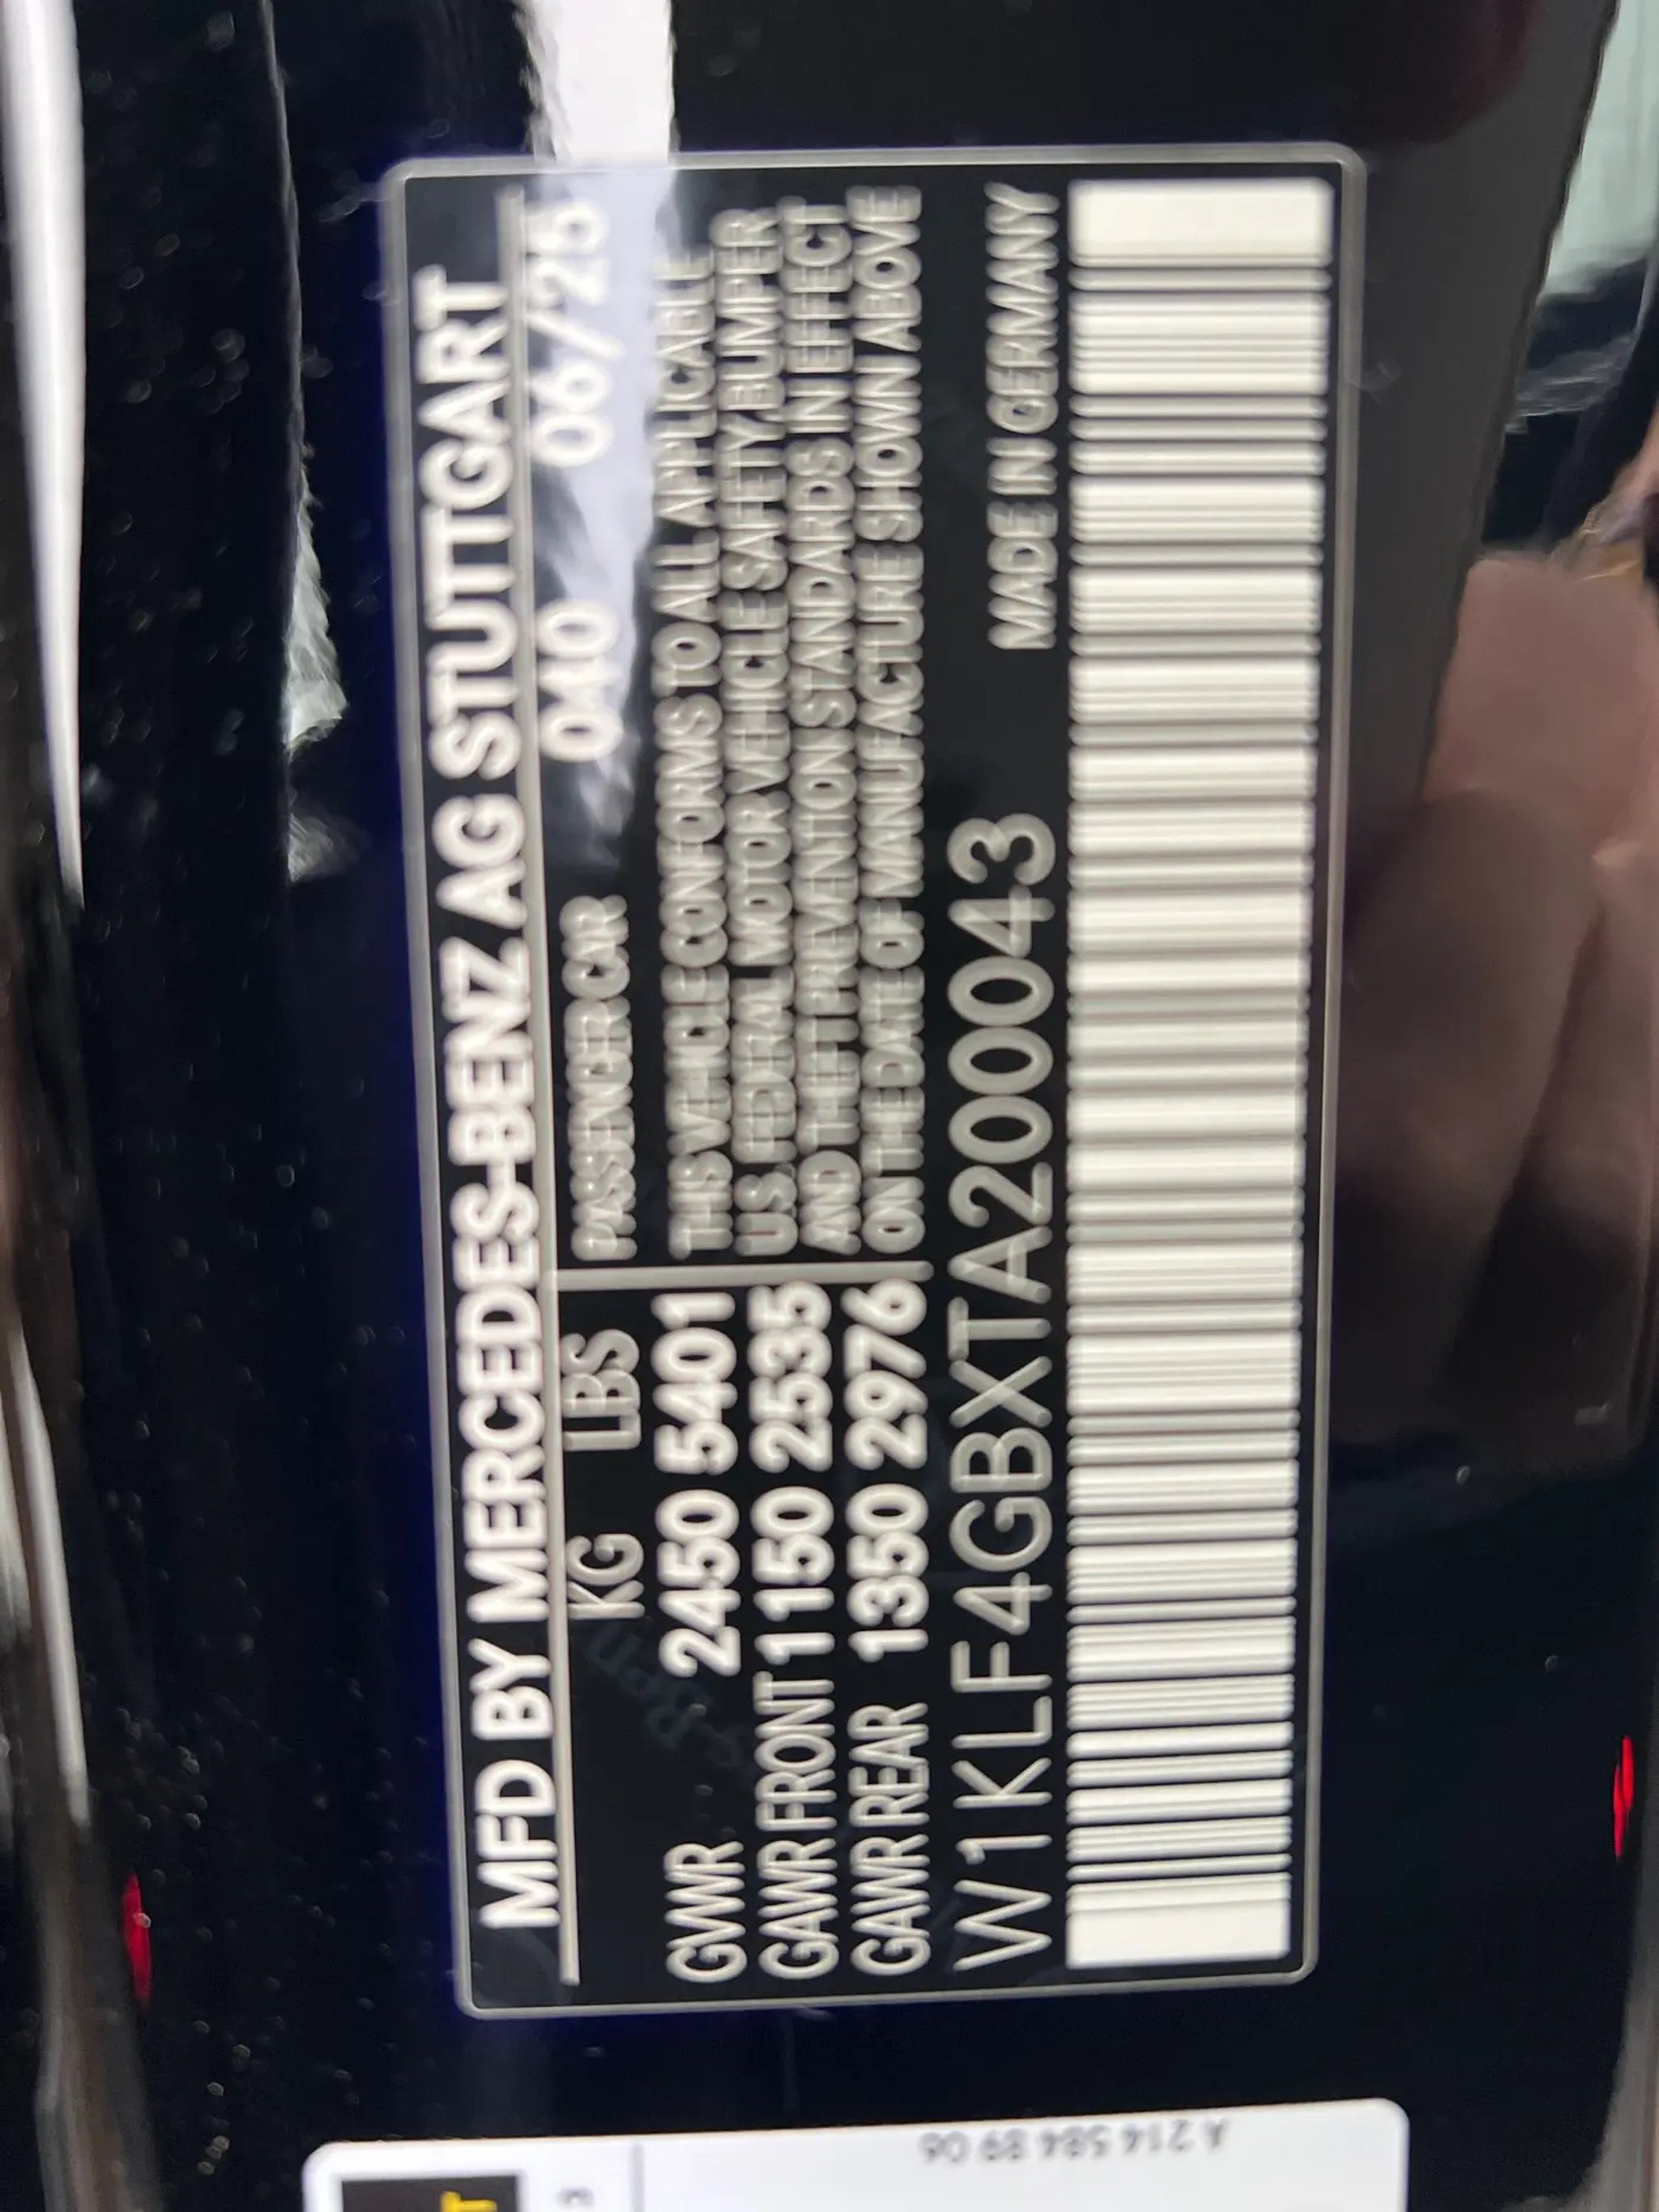 MFD BY MERCEDES-BENZ AG STUTTGART
KG LBS PASSENGER CAR 040 06/25
GVWR 2450 5401
GAWR FRONT 1150 2535
GAWR REAR 1350 2976
THIS VEHICLE CONFORMS TO ALL APPLICABLE
U.S. FEDERAL MOTOR VEHICLE SAFETY, BUMPER
AND THEFT PREVENTION STANDARDS IN EFFECT
ON THE DATE OF MANUFACTURE SHOWN ABOVE
W1KLF4GBXTA200043 MADE IN GERMANY
A 214 584 89 06